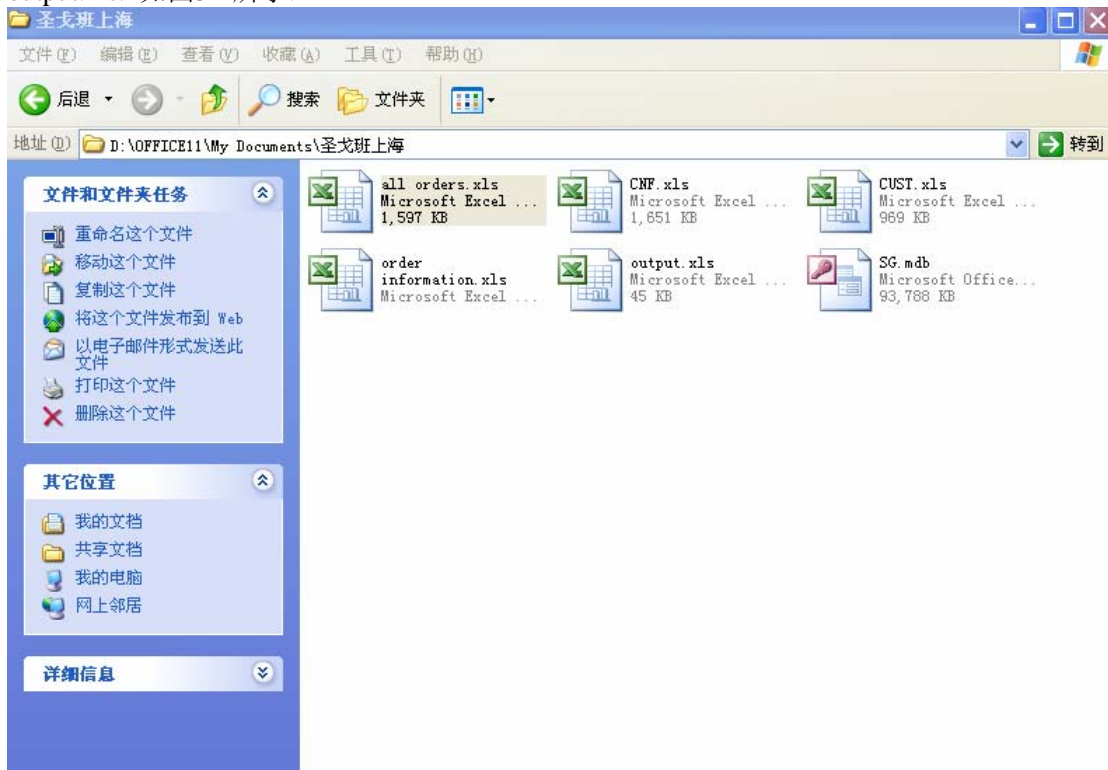 圣戈班上海
文件(F) 编辑(E) 查看(V) 收藏(A) 工具(T) 帮助(H)
后退 搜索 文件夹
地址(D) D:\OFFICE11\My Documents\圣戈班上海 转到
文件和文件夹任务
重命名这个文件
移动这个文件
复制这个文件
将这个文件发布到 Web
以电子邮件形式发送此
文件
打印这个文件
删除这个文件
其它位置
我的文档
共享文档
我的电脑
网上邻居
详细信息
all orders.xls
Microsoft Excel ...
1,597 KB
CNF.xls
Microsoft Excel ...
1,651 KB
CUST.xls
Microsoft Excel ...
969 KB
order
information.xls
Microsoft Excel ...
output.xls
Microsoft Excel ...
45 KB
SG.mdb
Microsoft Office...
93,788 KB